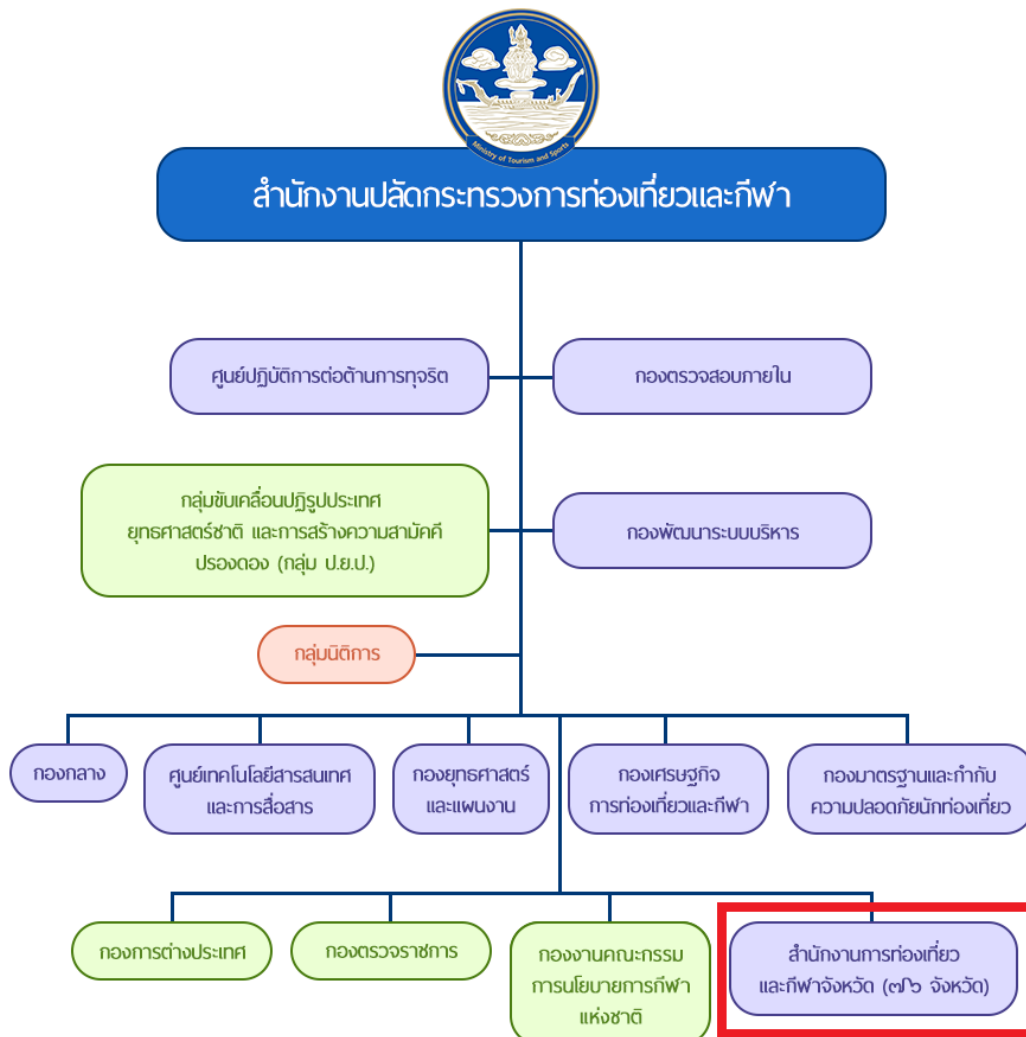 Ministry of Tourism and Sports
สำนักงานปลัดกระทรวงการท่องเที่ยวและกีฬา
ศูนย์ปฏิบัติการต่อต้านการทุจริต
กองตรวจสอบภายใน
กลุ่มขับเคลื่อนปฏิรูปประเทศ
ยุทธศาสตร์ชาติ และการสร้างความสามัคคี
ปรองดอง (กลุ่ม ป.ย.ป.)
กองพัฒนาระบบบริหาร
กลุ่มนิติการ
กองกลาง
ศูนย์เทคโนโลยีสารสนเทศ
และการสื่อสาร
กองยุทธศาสตร์
และแผนงาน
กองเศรษฐกิจ
การท่องเที่ยวและกีฬา
กองมาตรฐานและกำกับ
ความปลอดภัยนักท่องเที่ยว
กองการต่างประเทศ
กองตรวจราชการ
กองงานคณะกรรม
การนโยบายการกีฬา
แห่งชาติ
สำนักงานการท่องเที่ยว
และกีฬาจังหวัด (๗๖ จังหวัด)